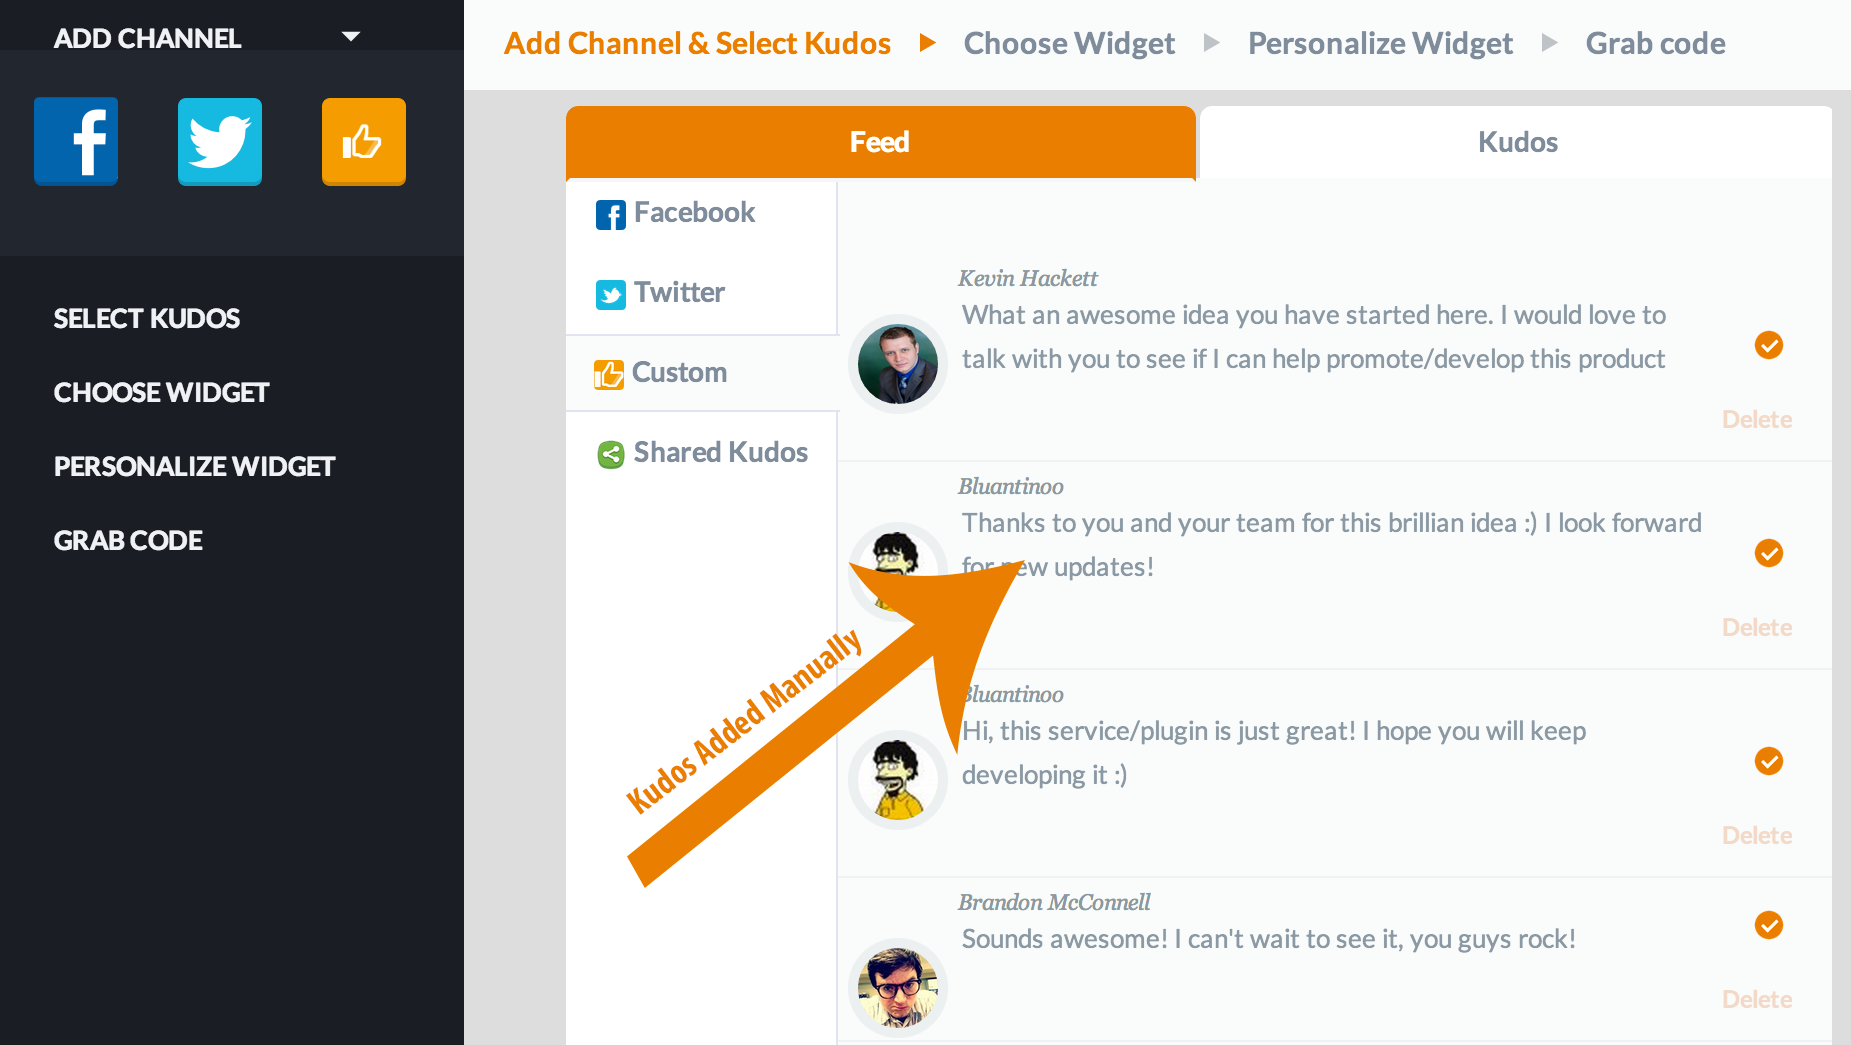 ADD CHANNEL
SELECT KUDOS
CHOOSE WIDGET
PERSONALIZE WIDGET
GRAB CODE
Add Channel & Select Kudos
Choose Widget
Personalize Widget
Grab code
Feed
Kudos
Facebook
Twitter
Custom
Shared Kudos
Kevin Hackett
What an awesome idea you have started here. I would love to
talk with you to see if I can help promote/develop this product
Delete
Bluantinoo
Thanks to you and your team for this brillian idea :) I look forward
for new updates!
Delete
Kudos Added Manually
Bluantinoo
Hi, this service/plugin is just great! I hope you will keep
developing it :)
Delete
Brandon McConnell
Sounds awesome! I can't wait to see it, you guys rock!
Delete